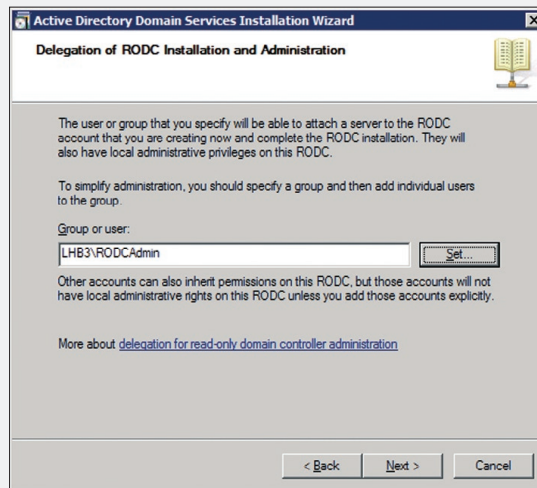 Active Directory Domain Services Installation Wizard
Delegation of RODC Installation and Administration
The user or group that you specify will be able to attach a server to the RODC
account that you are creating now and complete the RODC installation. They will
also have local administrative privileges on this RODC.
To simplify administration, you should specify a group and then add individual users
to the group.
Group or user:
LHB3\RODCAdmin
Set...
Other accounts can also inherit permissions on this RODC, but those accounts will not
have local administrative rights on this RODC unless you add those accounts explicitly.
More about delegation for read-only domain controller administration
< Back Next > Cancel